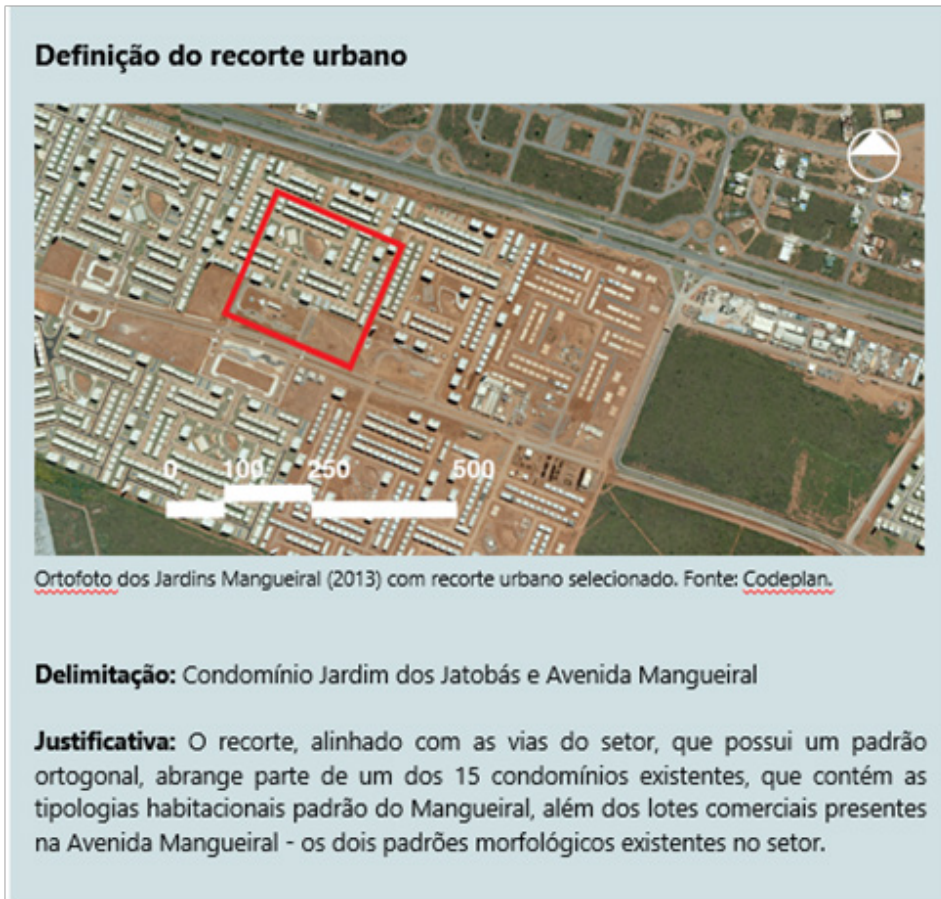 Definição do recorte urbano
0 100 250 500
Ortofoto dos Jardins Mangueiral (2013) com recorte urbano selecionado. Fonte: Codeplan.
Delimitação: Condomínio Jardim dos Jatobás e Avenida Mangueiral
Justificativa: O recorte, alinhado com as vias do setor, que possui um padrão
ortogonal, abrange parte de um dos 15 condomínios existentes, que contém as
tipologias habitacionais padrão do Mangueiral, além dos lotes comerciais presentes
na Avenida Mangueiral - os dois padrões morfológicos existentes no setor.